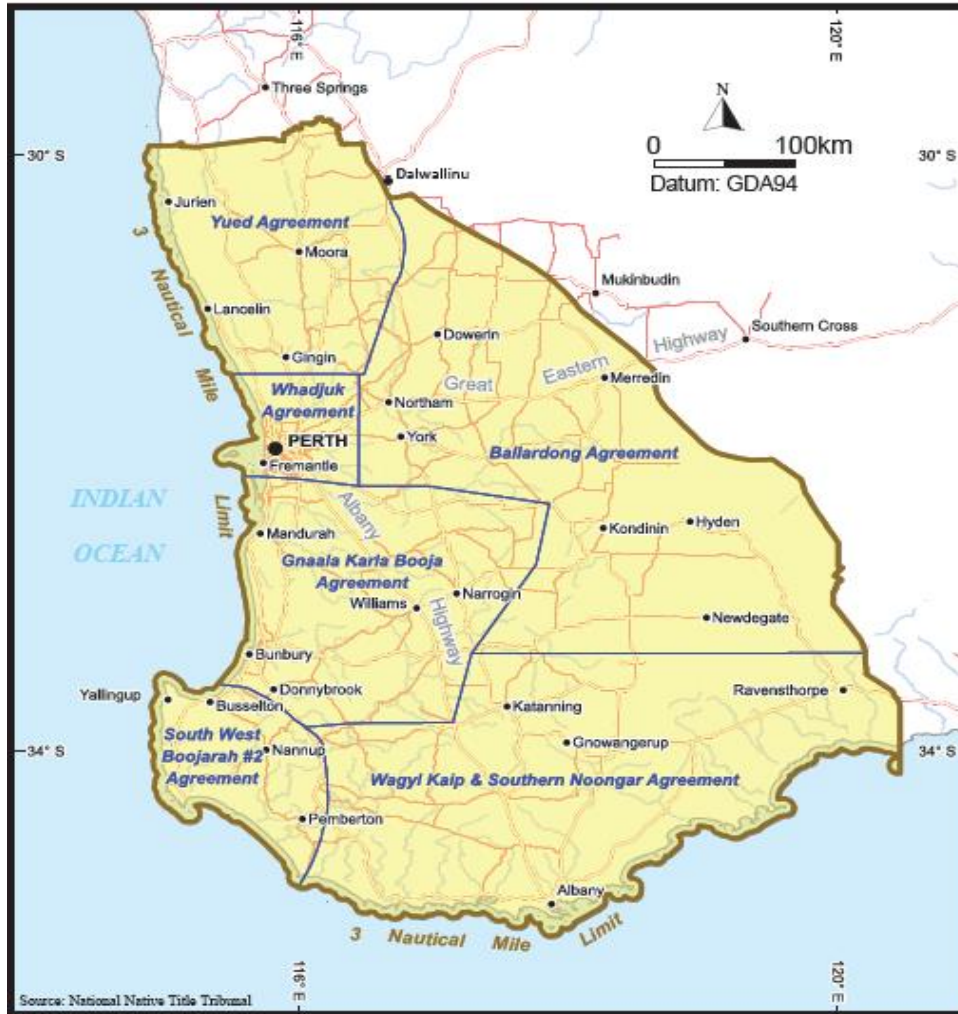 116° E
120° E
Three Springs
N
0 100km
Datum: GDA94
30° S
30° S
Dalwallinu
Jurien
Yued Agreement
Moora
Mukinbudin
Lancelin
Southern Cross
Dowerin
Highway
Gingin
Eastern
Merredin
Great
Whadjuk
Agreement
Northam
3 Nautical Mile Limit
York
PERTH
Ballardong Agreement
Fremantle
INDIAN
OCEAN
Albany
Hyden
Kondinin
Mandurah
Gnaala Karla Booja
Agreement
Narrogin
Williams
Highway
Newdegate
Bunbury
Donnybrook
Ravensthorpe
Yallingup
Busselton
Katanning
South West
Boojarah #2
Agreement
Nannup
Gnowangerup
34° S
34° S
Wagyl Kaip & Southern Noongar Agreement
Pemberton
Albany
3 Nautical Mile Limit
116° E
120° E
Source: National Native Title Tribunal